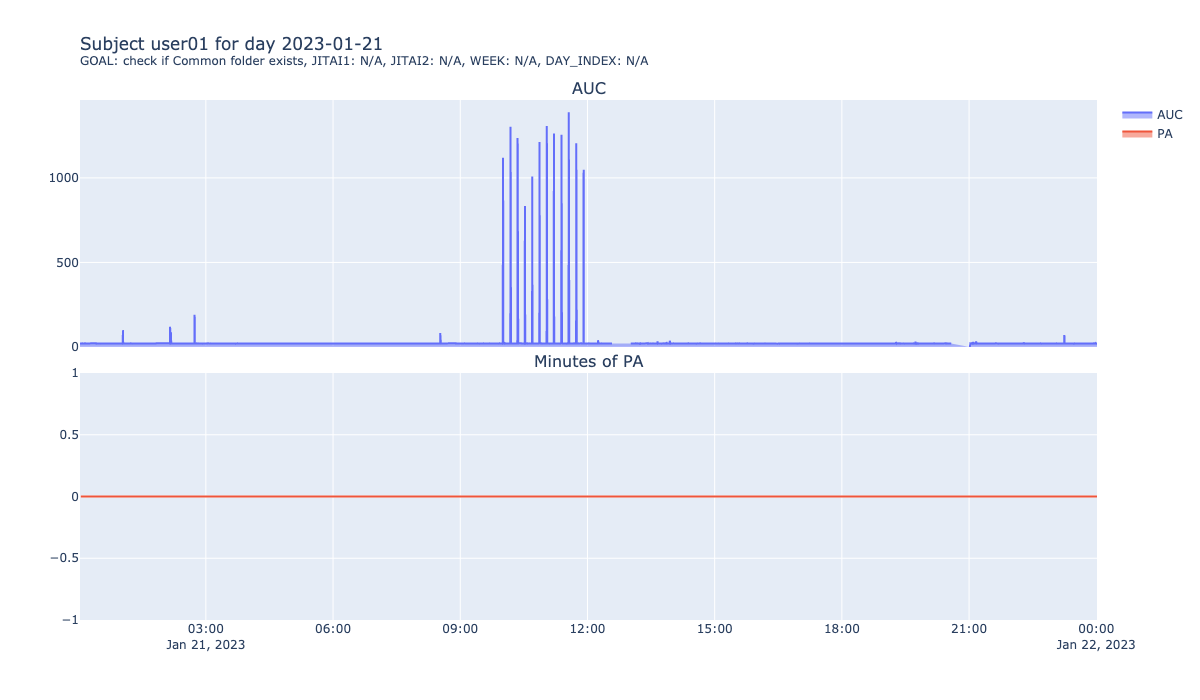 Subject user01 for day 2023-01-21
GOAL: check if Common folder exists, JITAI1: N/A, JITAI2: N/A, WEEK: N/A, DAY_INDEX: N/A
AUC
AUC
PA
1000
500
0
Minutes of PA
1
0.5
0
−0.5
−1
03:00 06:00 09:00 12:00 15:00 18:00 21:00 00:00
Jan 21, 2023 Jan 22, 2023